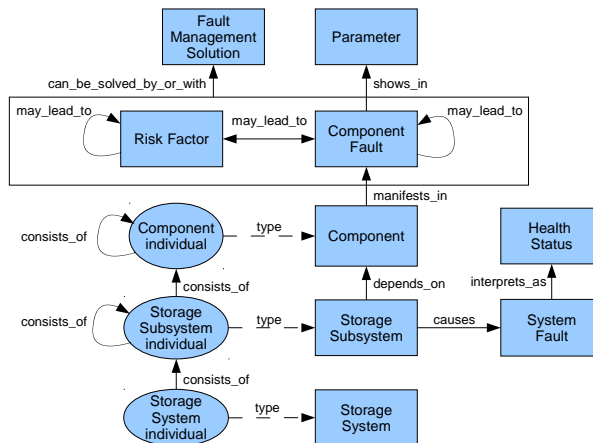 Fault
Management
Solution
Parameter
can_be_solved_by_or_with
shows_in
may_lead_to
may_lead_to
may_lead_to
Risk Factor
Component
Fault
manifests_in
consists_of
Component
individual
type
Component
Health
Status
consists_of
depends_on
interprets_as
consists_of
Storage
Subsystem
individual
type
Storage
Subsystem
causes
System
Fault
consists_of
Storage
System
individual
type
Storage
System